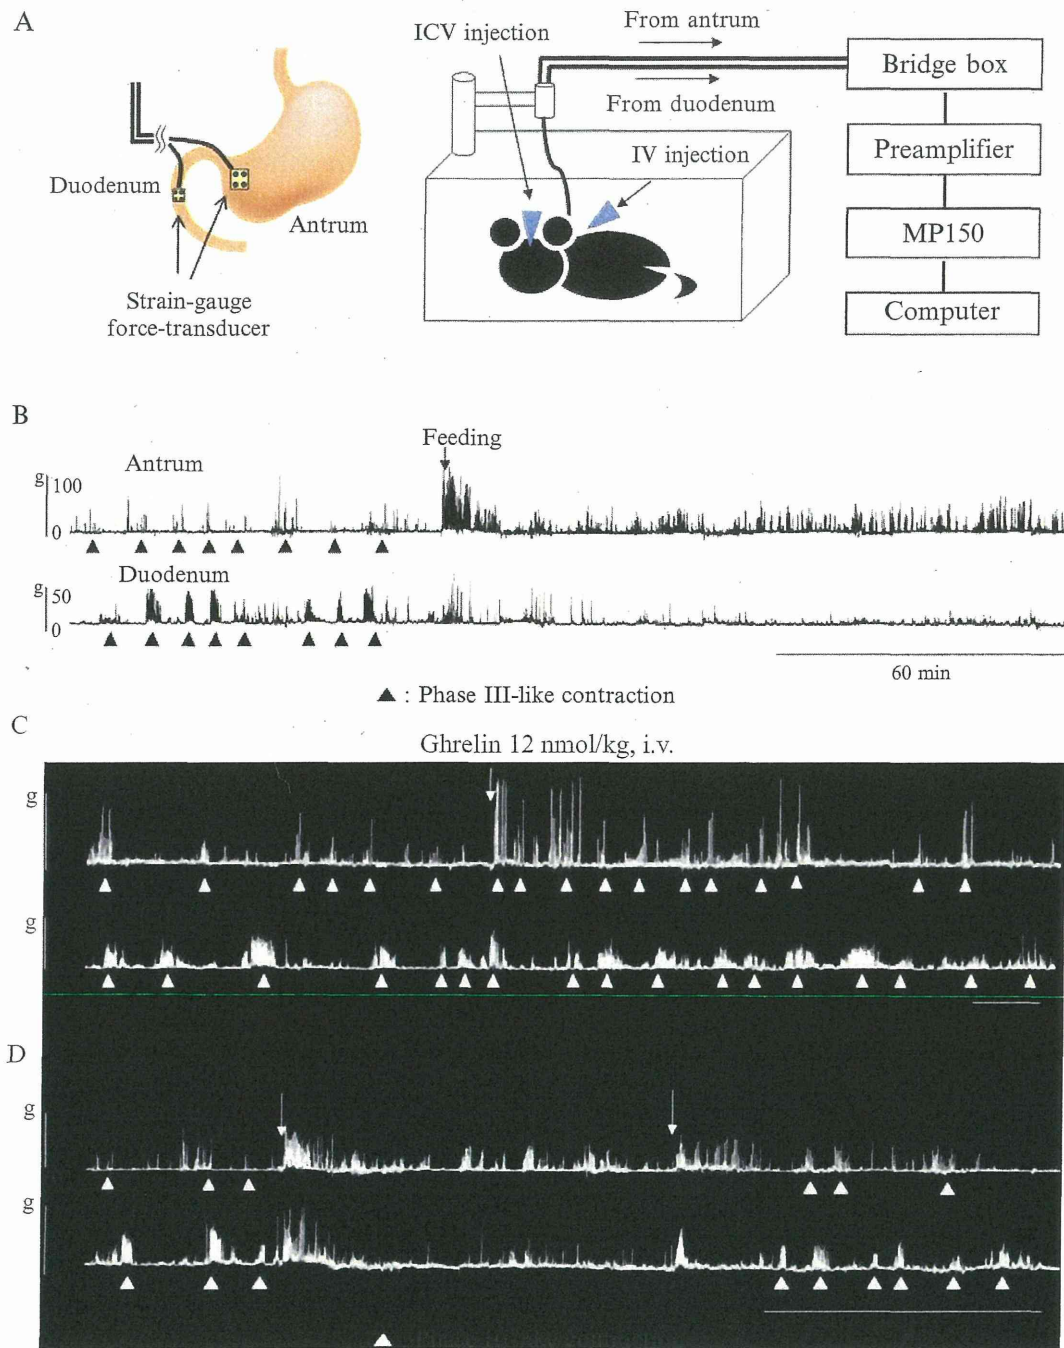 A
ICV injection
From antrum
Bridge box
From duodenum
Preamplifier
IV injection
Duodenum
Antrum
MP150
Strain-gauge
force-transducer
Computer
B
Feeding
Antrum
g 100
0
Duodenum
g 50
0
60 min
▲ : Phase III-like contraction
C
Ghrelin 12 nmol/kg, i.v.
g
g
D
g
g